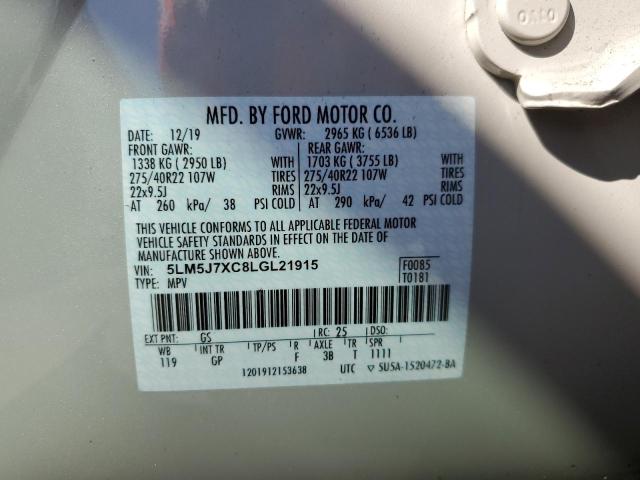 MFD. BY FORD MOTOR CO.
DATE: 12/19 GVWR: 2965 KG ( 6536 LB)
FRONT GAWR: REAR GAWR:
1338 KG ( 2950 LB) WITH 1703 KG ( 3755 LB) WITH
275/40R22 107W TIRES 275/40R22 107W TIRES
22x9.5J RIMS 22x9.5J RIMS
AT 260 kPa/ 38 PSI COLD AT 290 kPa/ 42 PSI COLD
THIS VEHICLE CONFORMS TO ALL APPLICABLE FEDERAL MOTOR
VEHICLE SAFETY STANDARDS IN EFFECT ON THE DATE OF
MANUFACTURE SHOWN ABOVE.
VIN: 5LM5J7XC8LGL21915 F0085
TYPE: MPV T0181
EXT PNT: GS RC: 25 DSO:
WB INT TR TP/PS R AXLE TR SPR
119 GP F 3B T 1111
1201912153638 UTC ▽ SU5A-1520472-BA